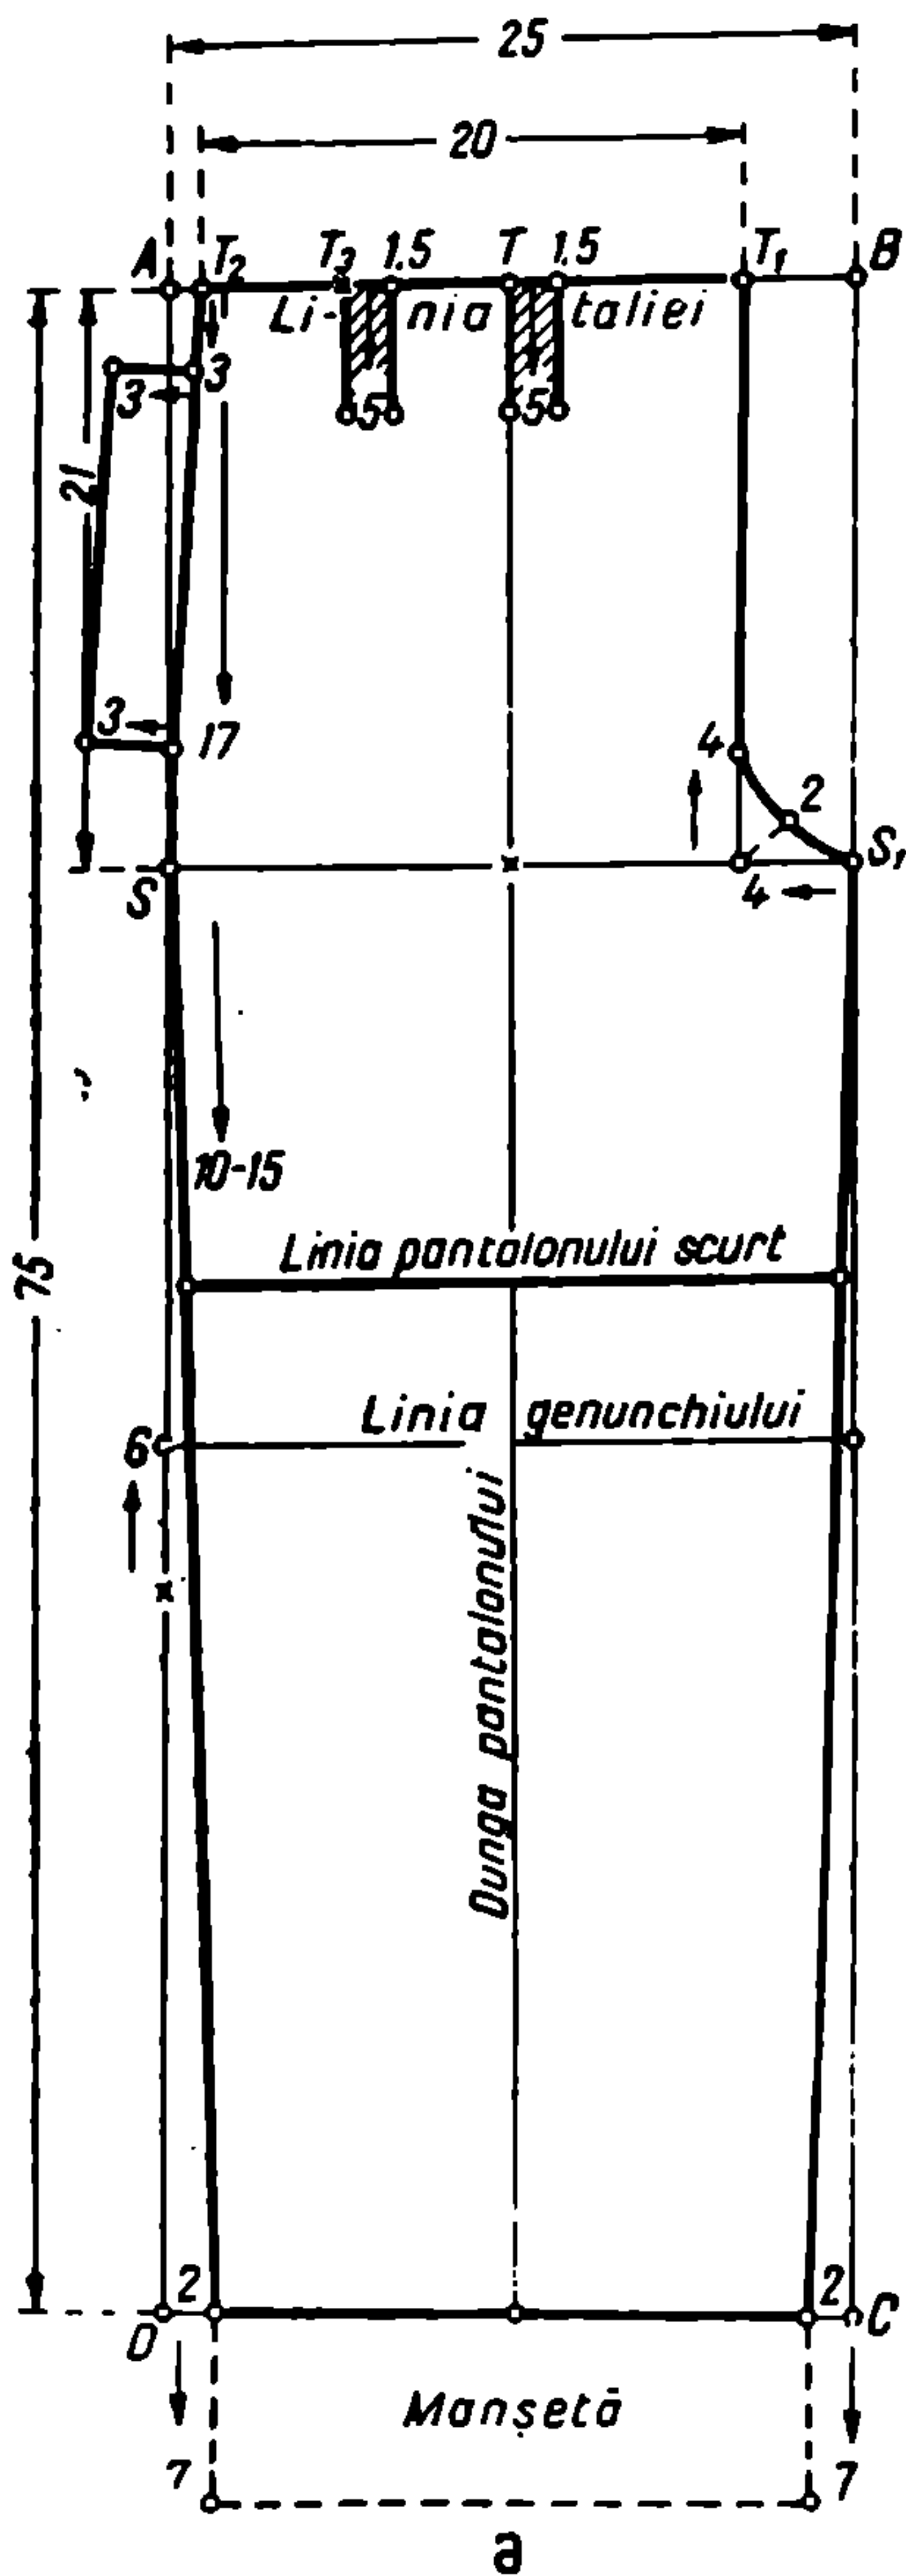 25
20
A T₂ T₃ 1,5 T 1,5 T₁ B
Li- nia taliei
3 3
5 5
21
3 17
4 2
S 4 S₁
10-15
75
Linia pantalonului scurt
6 Linia genunchiului
Dunga pantalonului
2 2
D C
Manșetă
7 7
a